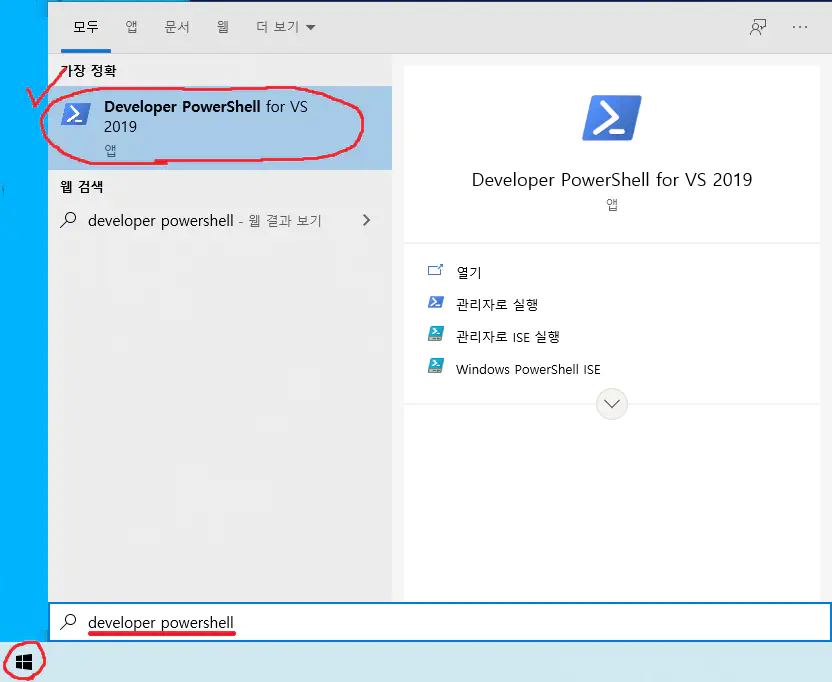 모두 앱 문서 웹 더 보기
가장 정확
Developer PowerShell for VS
2019
앱
웹 검색
developer powershell - 웹 결과 보기
Developer PowerShell for VS 2019
앱
열기
관리자로 실행
관리자로 ISE 실행
Windows PowerShell ISE
developer powershell